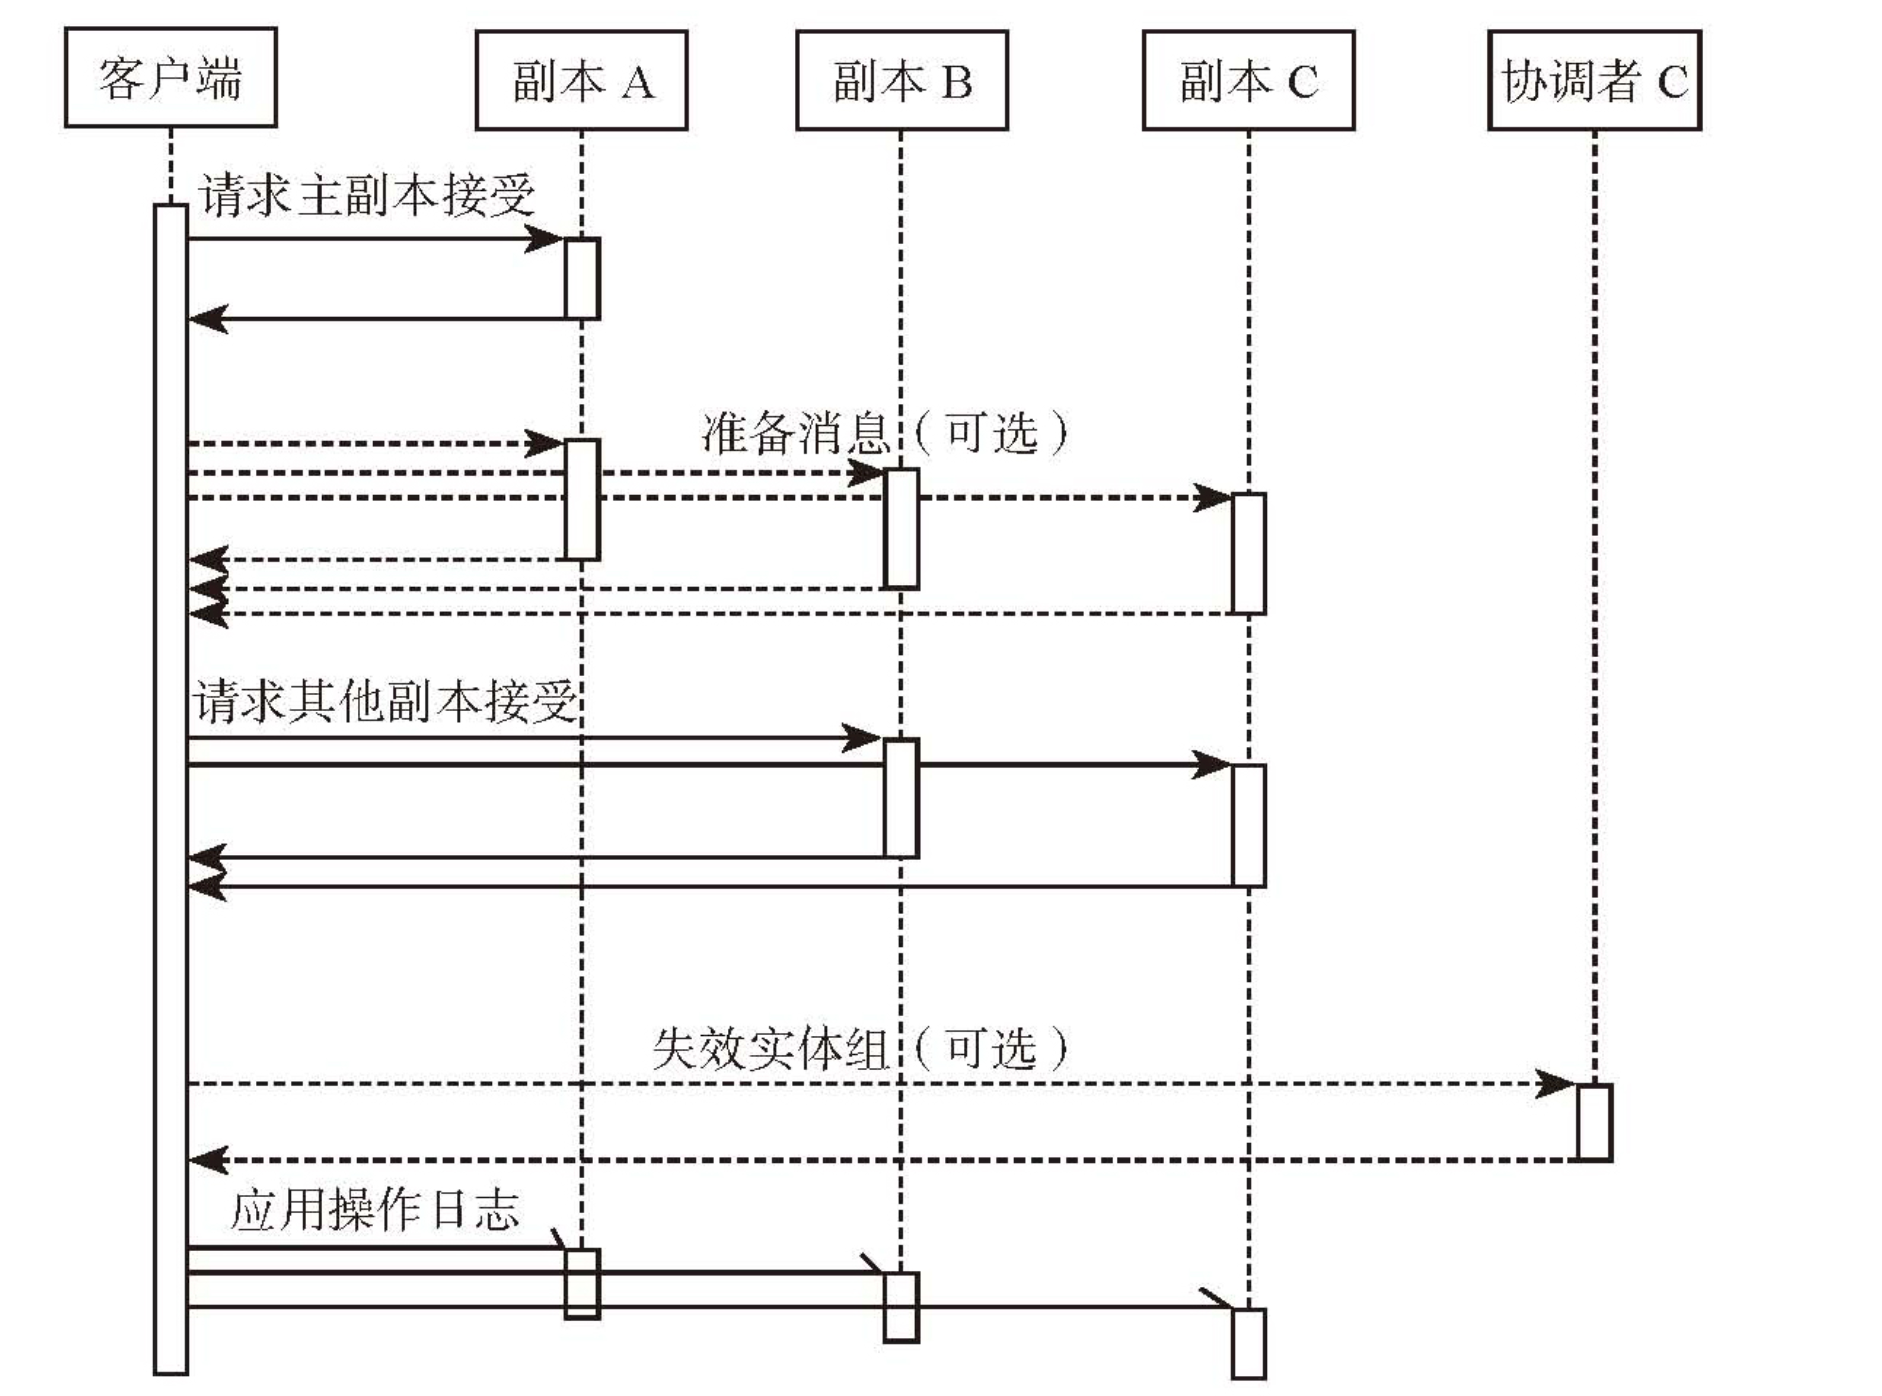 客户端
副本 A
副本 B
副本 C
协调者 C
请求主副本接受
准备消息（可选）
请求其他副本接受
失效实体组（可选）
应用操作日志